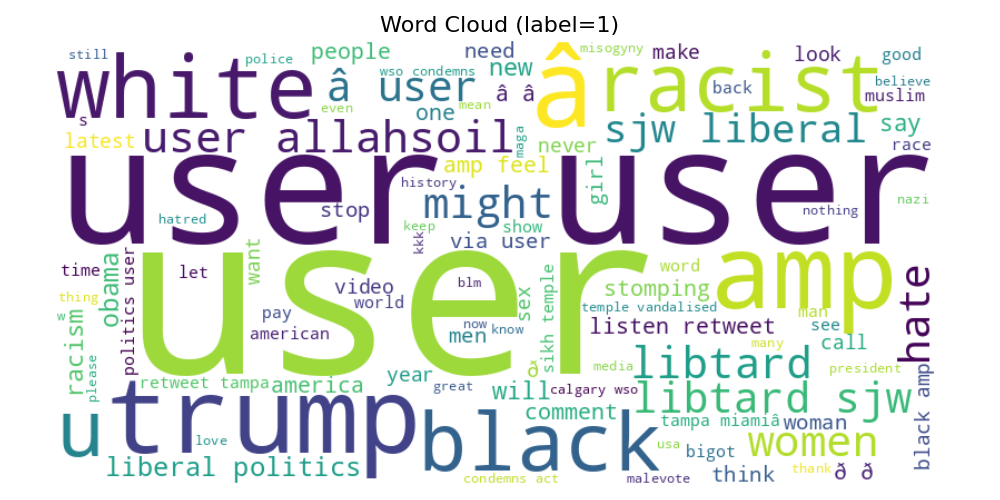 Word Cloud (label=1)
still
police
people
need
misogyny
make
look
good
white
â user
wso condemns
new
â
racist
back
believe
muslim
even
mean
one
â â
s
latest
user allahsoil
maga
never
sjw liberal
say
race
user user
amp feel
girl
history
hatred
stop
might
keep
show
nothing
nazi
kkk
via user
time
obama
politics user
let
want
user
video
world
blm
sex
sikh temple
word
stomping
amp
hate
thing
temple vandalised
man
w
pay
american
now
know
men
listen retweet
see
call
many
racism
please
retweet tampa
america
year
great
ð
media
libtard
president
will
calgary wso
libtard sjw
black amp
u
trump
love
black
comment
tampa miamiâ
woman
usa
bigot
women
liberal politics
condemns act
malevote
think
thank
ð ð